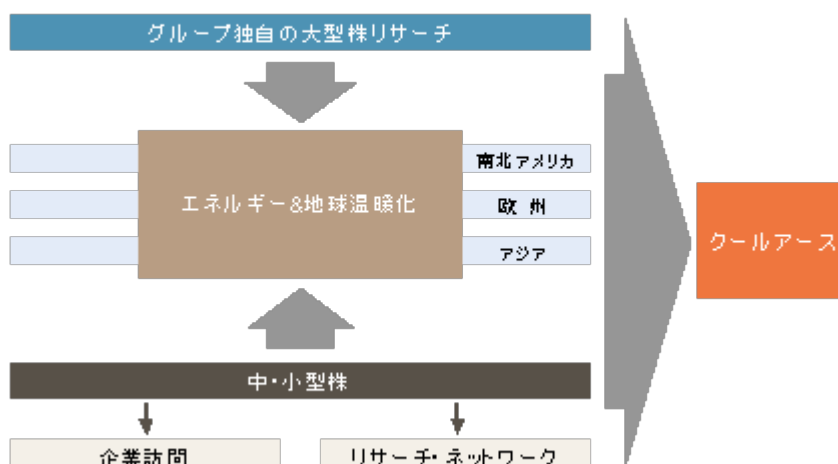 グループ独自の大型株リサーチ
南北アメリカ
エネルギー&地球温暖化
欧 州
アジア
クールアース
中・小型株
企業訪問
リサーチ・ネットワーク